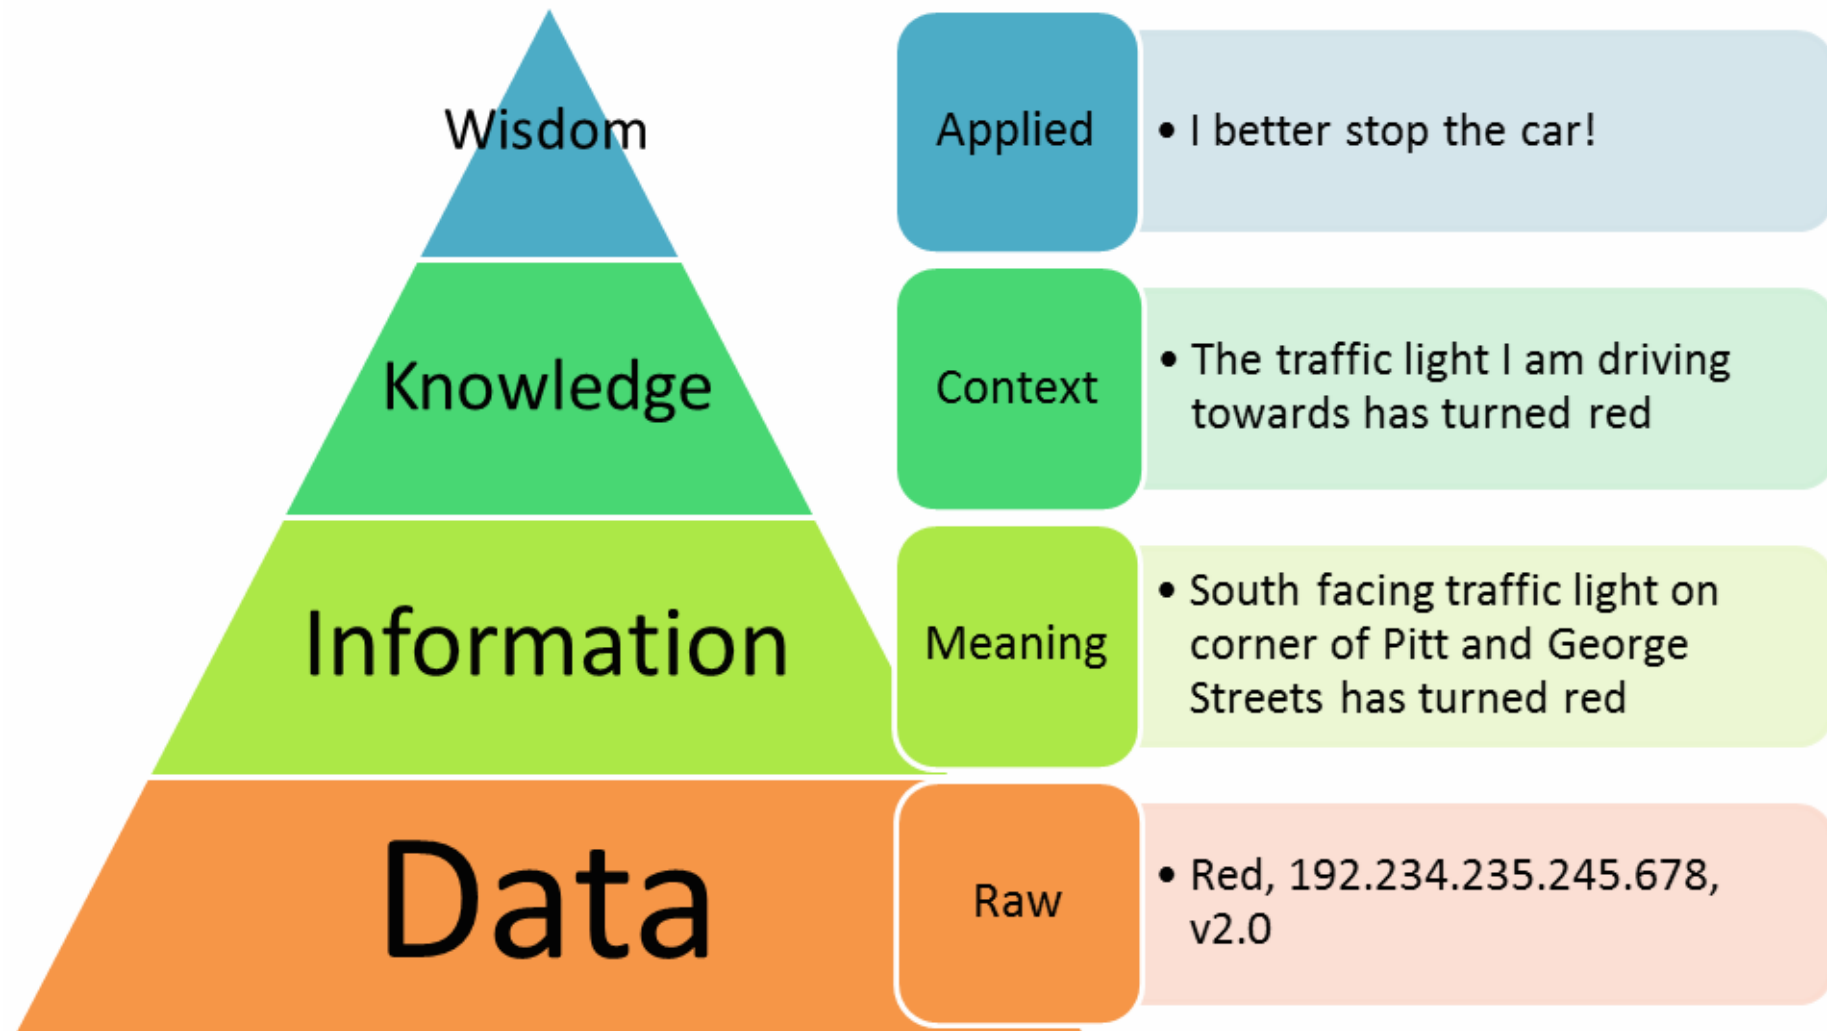 Wisdom
Applied
• I better stop the car!
Knowledge
Context
• The traffic light I am driving
towards has turned red
Information
Meaning
• South facing traffic light on
corner of Pitt and George
Streets has turned red
Data
Raw
• Red, 192.234.235.245.678,
v2.0